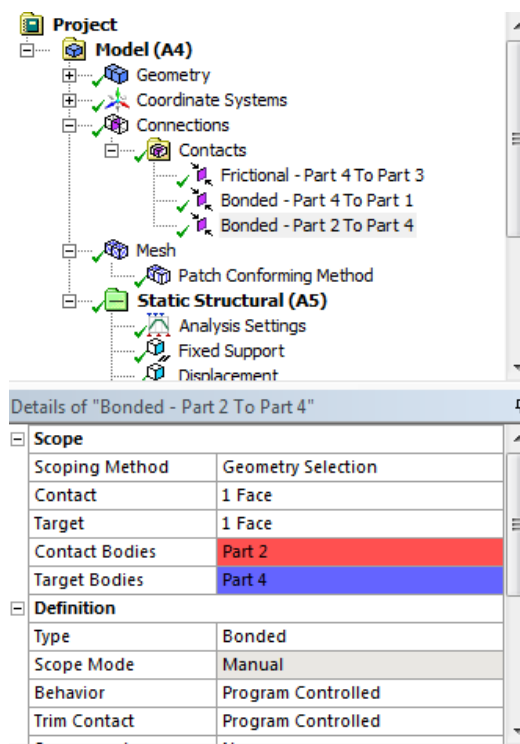 Project
Model (A4)
Geometry
Coordinate Systems
Connections
Contacts
Frictional - Part 4 To Part 3
Bonded - Part 4 To Part 1
Bonded - Part 2 To Part 4
Mesh
Patch Conforming Method
Static Structural (A5)
Analysis Settings
Fixed Support
Displacement
Details of "Bonded - Part 2 To Part 4"
Scope
Scoping Method Geometry Selection
Contact 1 Face
Target 1 Face
Contact Bodies Part 2
Target Bodies Part 4
Definition
Type Bonded
Scope Mode Manual
Behavior Program Controlled
Trim Contact Program Controlled